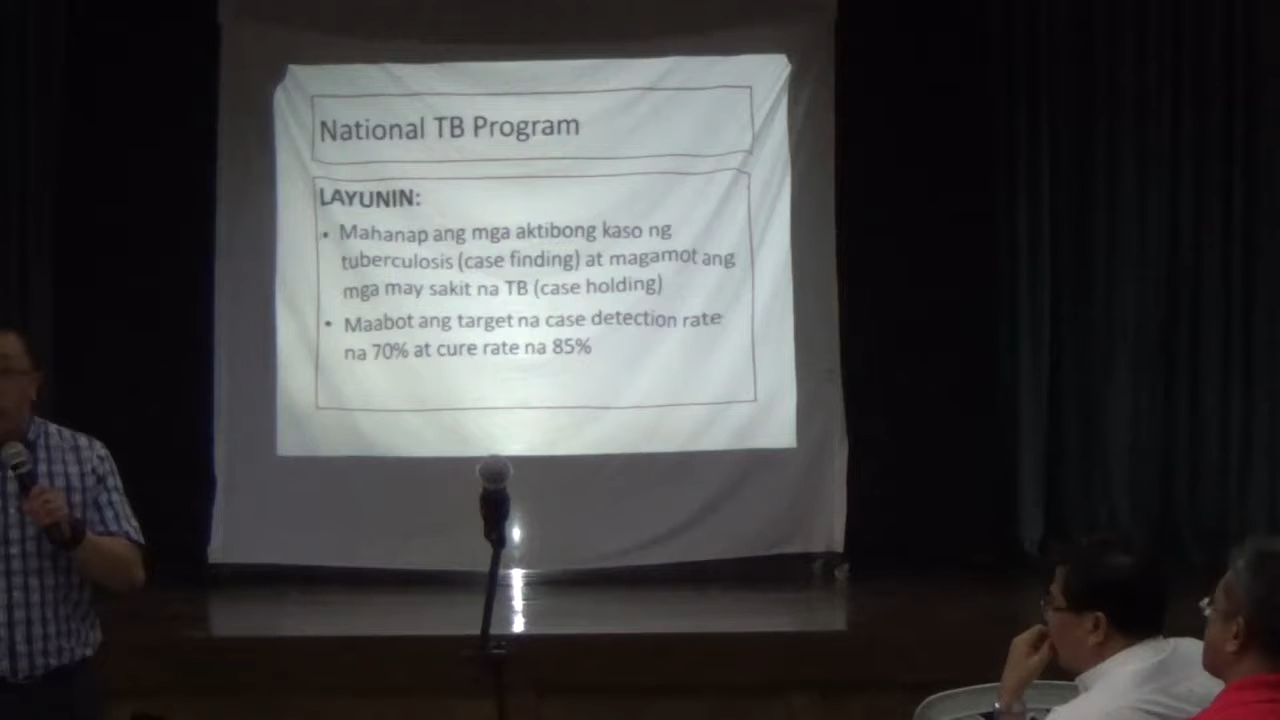 National TB Program
LAYUNIN:
• Mahanap ang mga aktibong kaso ng
tuberculosis (case finding) at magamot ang
mga may sakit na TB (case holding)
• Maabot ang target na case detection rate
na 70% at cure rate na 85%